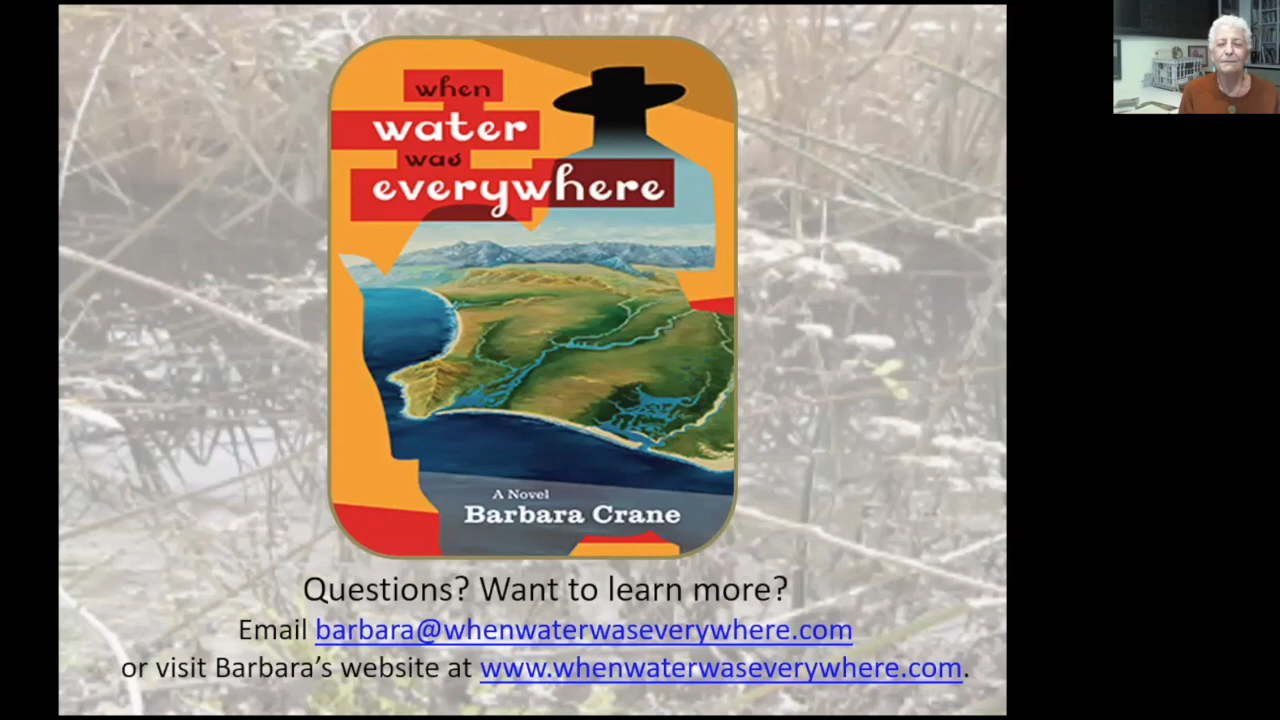 when
water
was
everywhere
A Novel
Barbara Crane
Questions? Want to learn more?
Email barbara@whenwaterwaseverywhere.com
or visit Barbara’s website at www.whenwaterwaseverywhere.com.